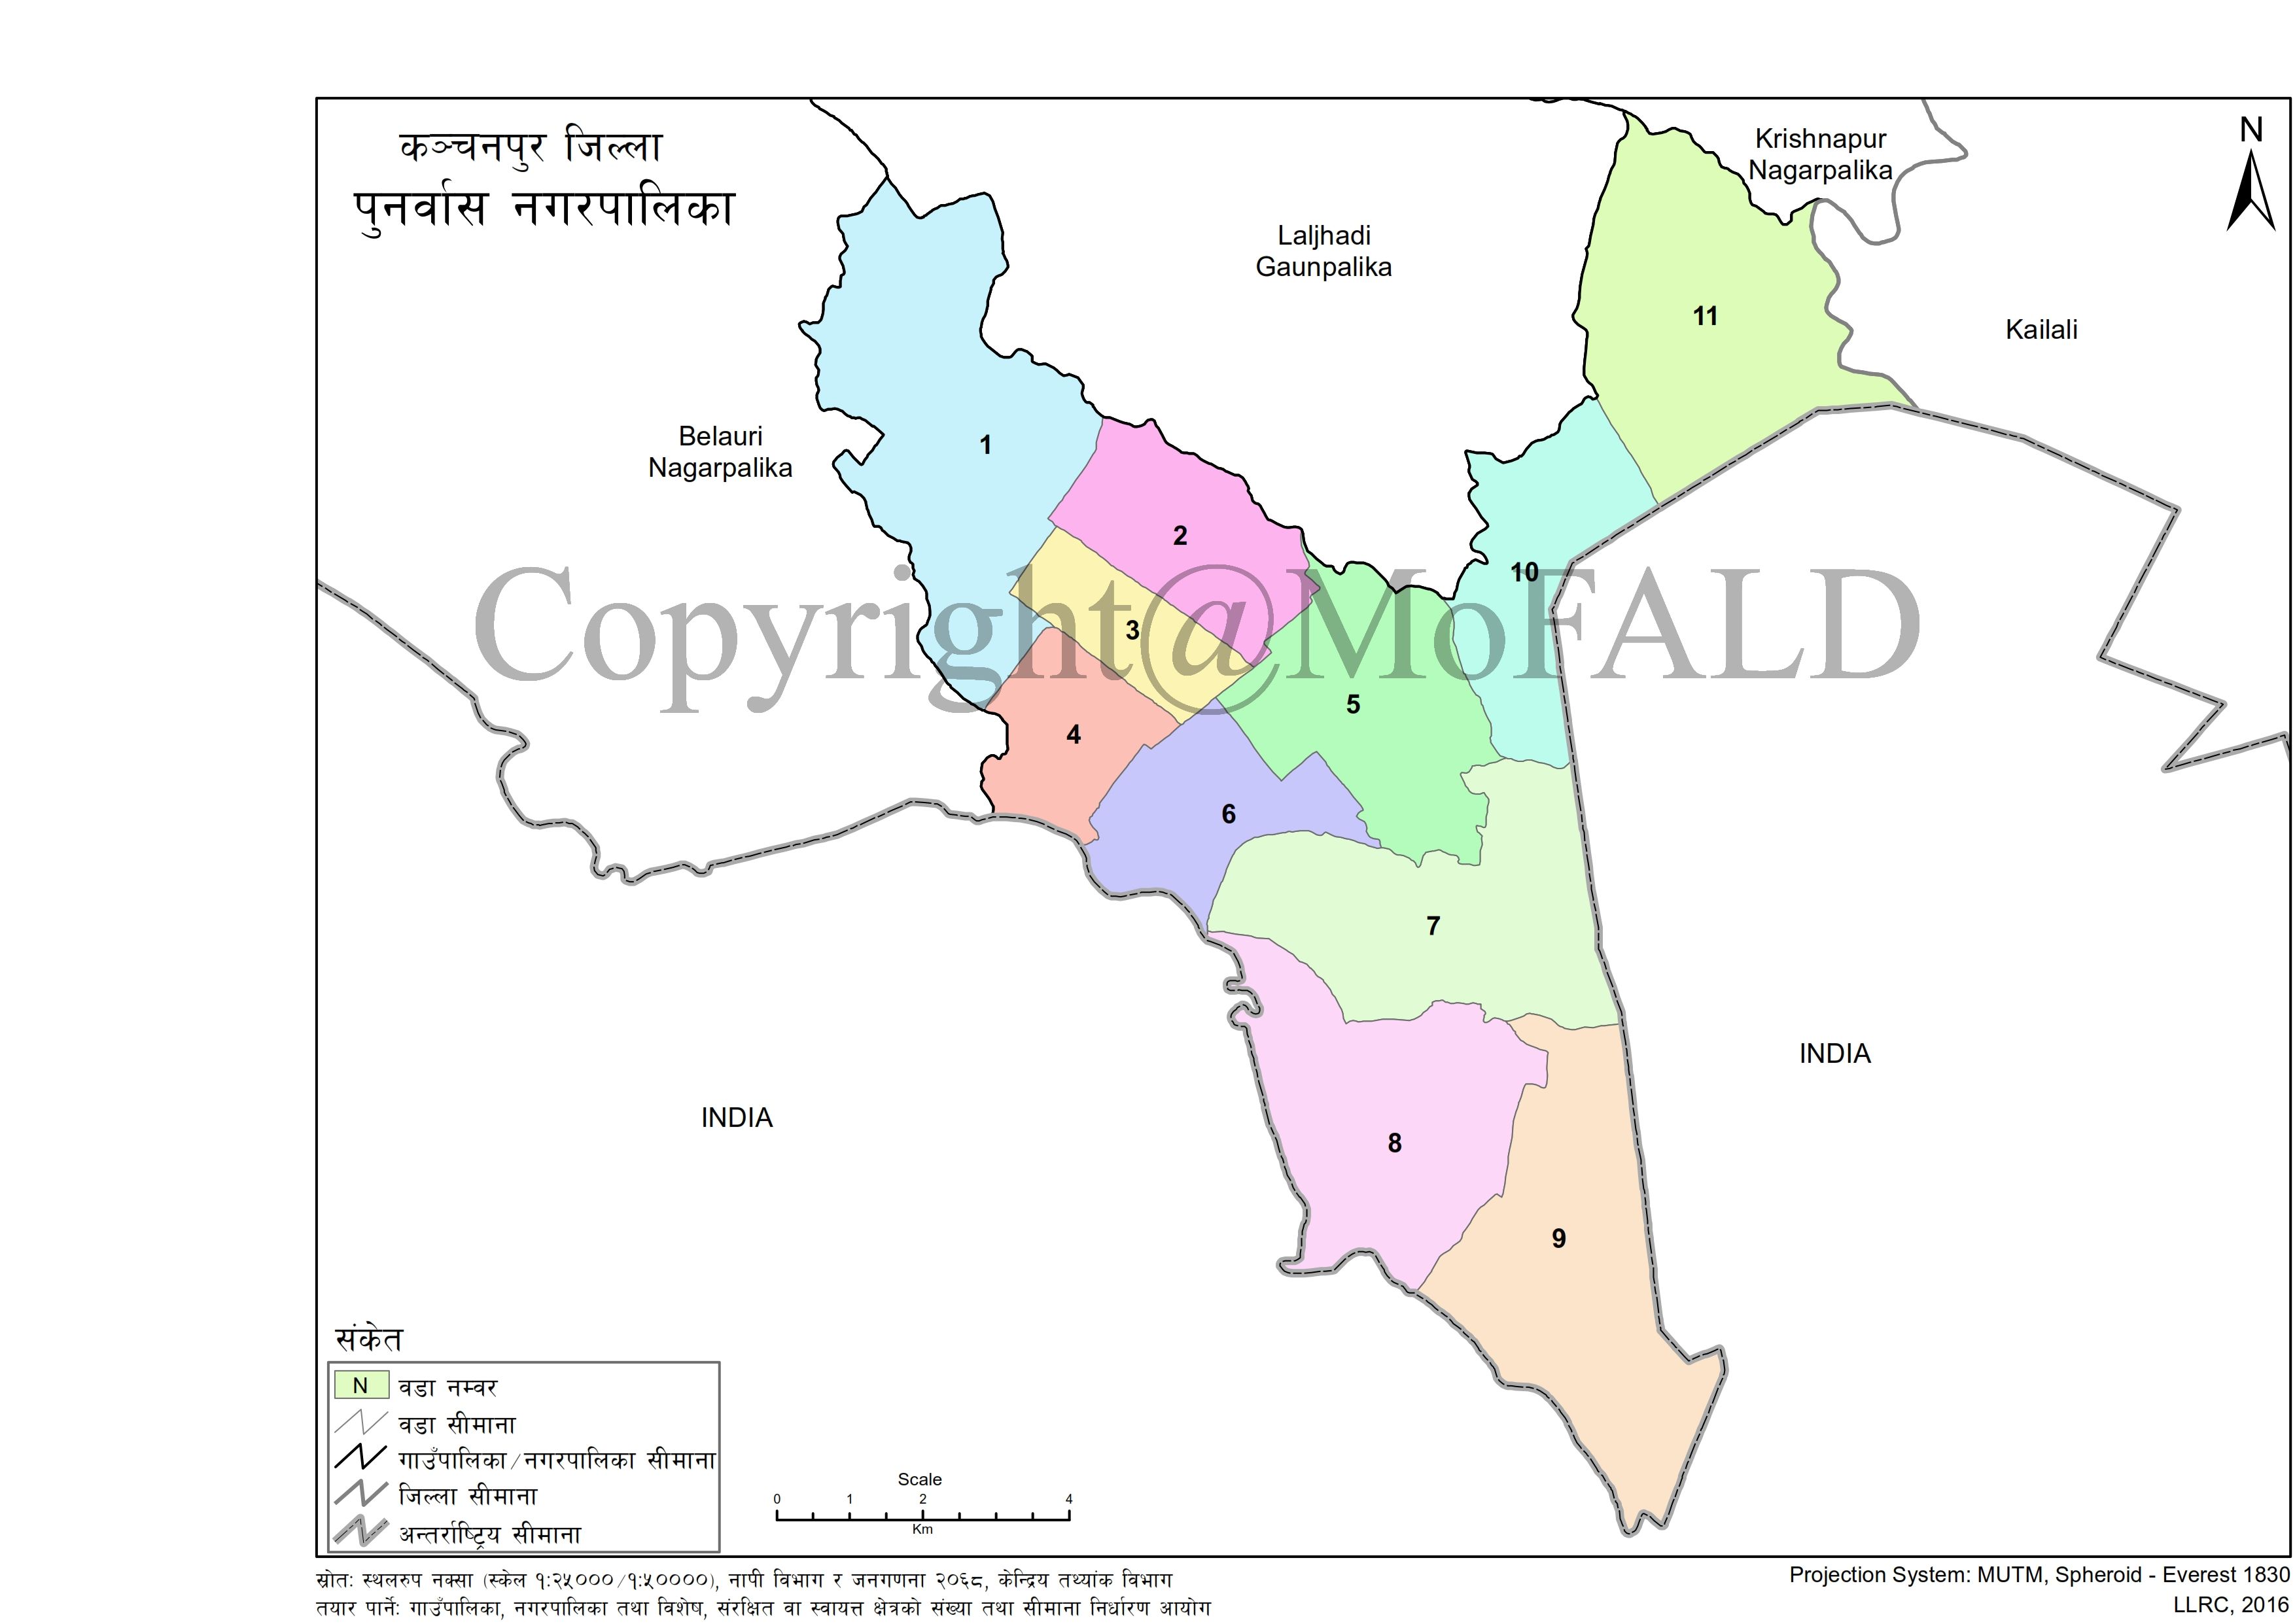 कञ्चनपुर जिल्ला
पुनर्वास नगरपालिका
Krishnapur
Nagarpalika
N
Laljhadi
Gaunpalika
11
Kailali
Belauri
Nagarpalika
1
2
10
Copyright@MoFALD
3
5
4
6
7
INDIA
INDIA
8
9
संकेत
N वडा नम्वर
वडा सीमाना
गाउँपालिका/नगरपालिका सीमाना
जिल्ला सीमाना
अन्तर्राष्ट्रिय सीमाना
Scale
0 1 2 4
Km
स्रोतः स्थलरुप नक्सा (स्केल १:२५०००/१:५००००), नापी विभाग र जनगणना २०६८, केन्द्रिय तथ्यांक विभाग
तयार पार्नेः गाउँपालिका, नगरपालिका तथा विशेष, संरक्षित वा स्वायत्त क्षेत्रको संख्या तथा सीमाना निर्धारण आयोग
Projection System: MUTM, Spheroid - Everest 1830
LLRC, 2016